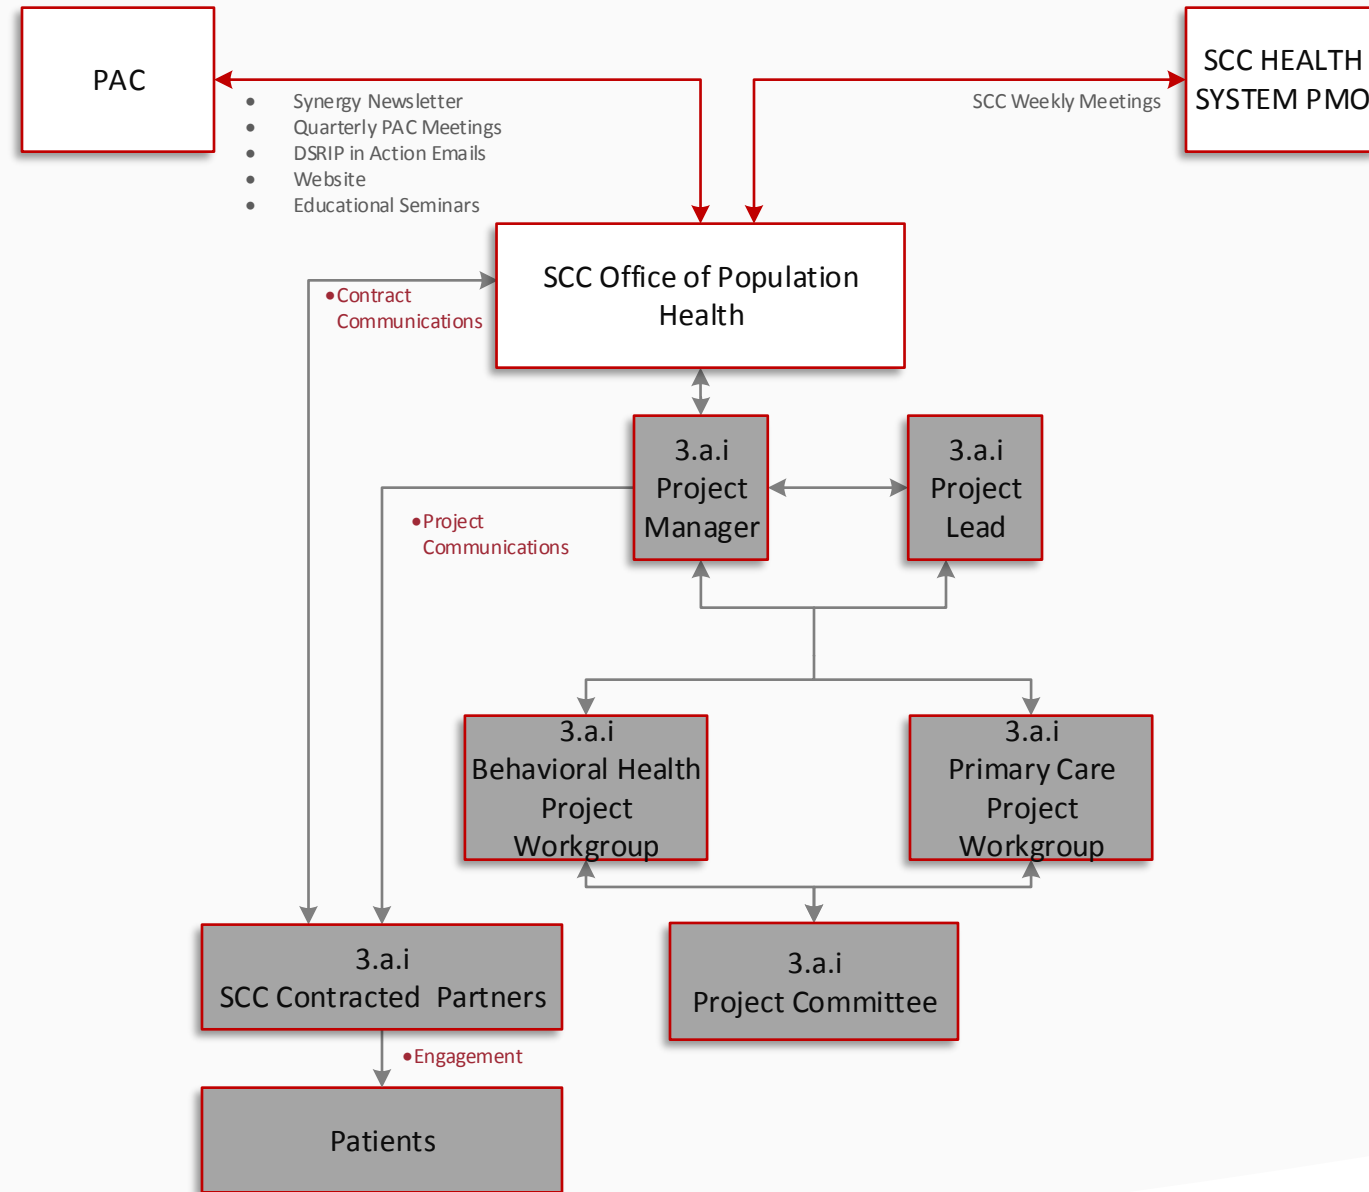 PAC
SCC HEALTH
SYSTEM PMO
• Synergy Newsletter
• Quarterly PAC Meetings
• DSRIP in Action Emails
• Website
• Educational Seminars
SCC Weekly Meetings
SCC Office of Population
Health
•Contract
Communications
3.a.i
Project
Manager
3.a.i
Project
Lead
•Project
Communications
3.a.i
Behavioral Health
Project
Workgroup
3.a.i
Primary Care
Project
Workgroup
3.a.i
SCC Contracted Partners
3.a.i
Project Committee
•Engagement
Patients